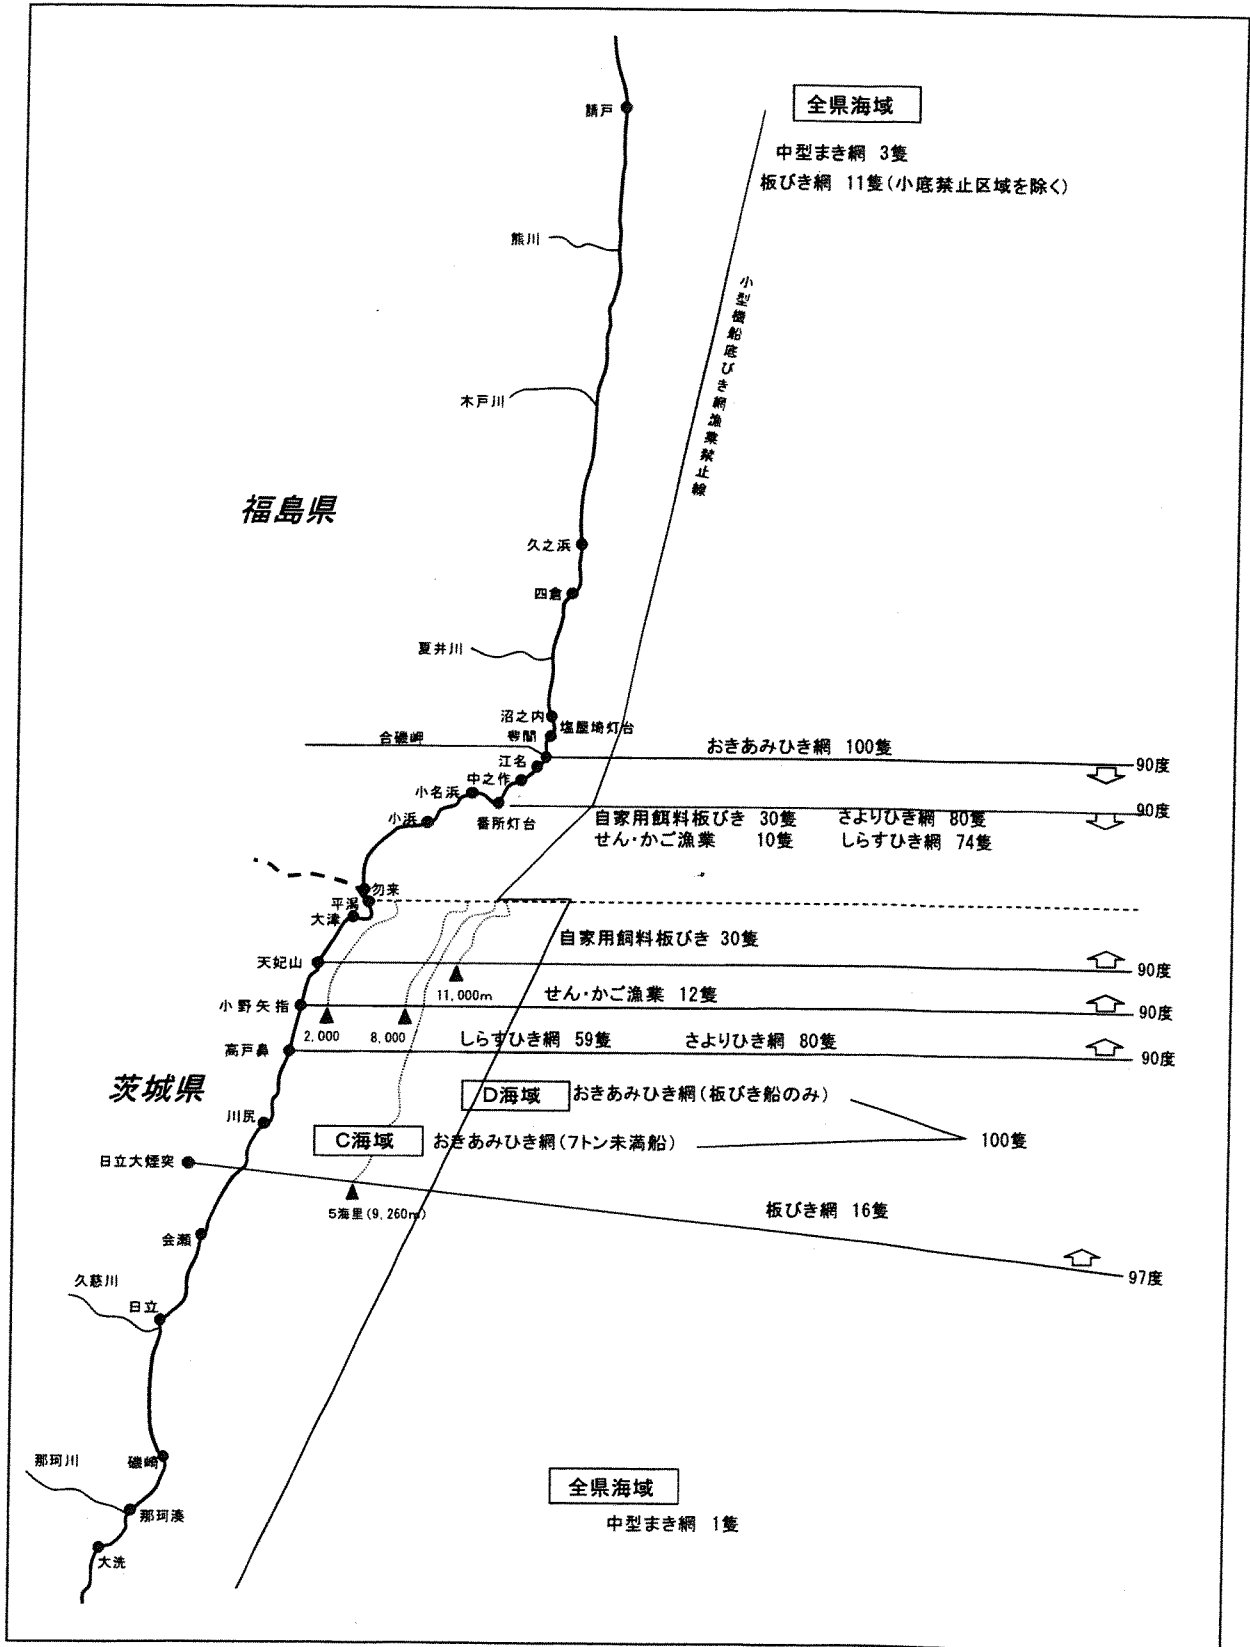 請戸
全県海域
中型まき網 3隻
板びき網 11隻(小底禁止区域を除く)
熊川
小型機船底びき網漁業禁止線
木戸川
福島県
久之浜
四倉
夏井川
沼之内
塩屋埼灯台
豊間
合磯岬
おきあみひき網 100隻
90度
江名
中之作
小名浜
番所灯台
小浜
90度
自家用餌料板びき 30隻 さよりひき網 80隻
せん・かご漁業 10隻 しらすひき網 74隻
勿来
平潟
大津
自家用飼料板びき 30隻
天妃山
90度
11,000m
せん・かご漁業 12隻
小野矢指
90度
2,000
8,000
しらすひき網 59隻 さよりひき網 80隻
高戸鼻
90度
茨城県
D海域 おきあみひき網(板びき船のみ)
川尻
C海域 おきあみひき網(7トン未満船)
100隻
日立大煙突
5海里(9,260m)
板びき網 16隻
会瀬
97度
久慈川
日立
那珂川
磯崎
全県海域
那珂湊
中型まき網 1隻
大洗